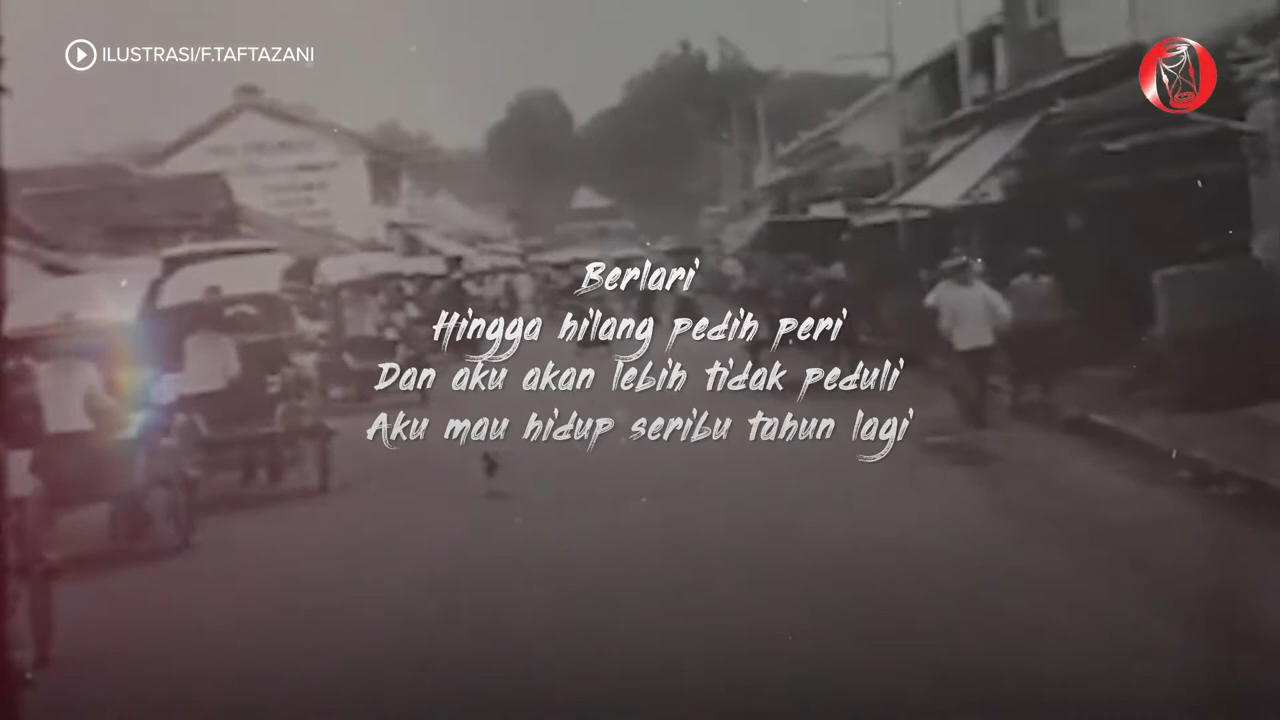 ILUSTRASI/F.TAFTAZANI
Berlari
Hingga hilang pedih peri
Dan aku akan lebih tidak peduli
Aku mau hidup seribu tahun lagi